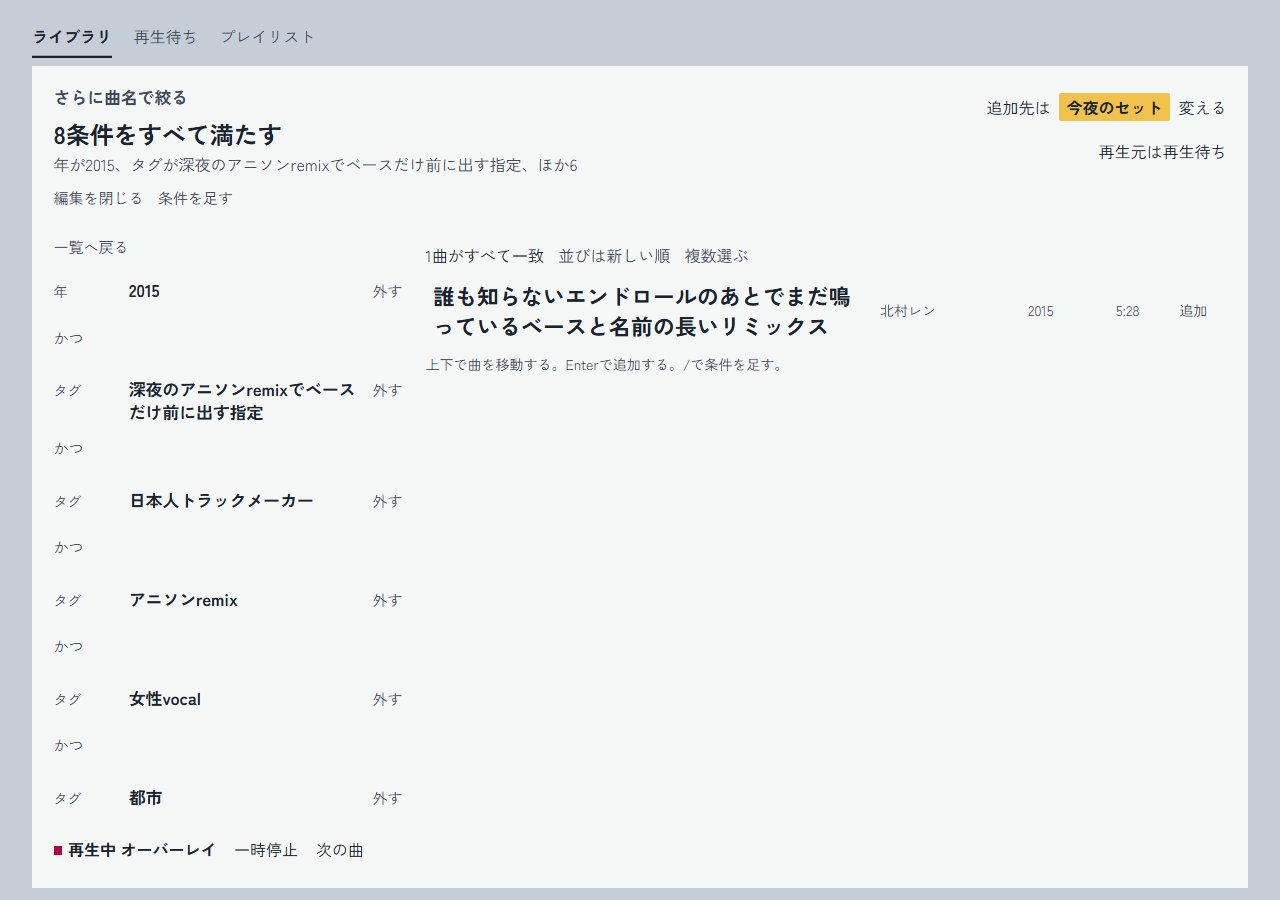 ライブラリ 再生待ち プレイリスト
さらに曲名で絞る
8条件をすべて満たす
年が2015、タグが深夜のアニソンremixでベースだけ前に出す指定、ほか6
編集を閉じる 条件を足す
追加先は 今夜のセット 変える
再生元は再生待ち
一覧へ戻る
年 2015 外す
かつ
タグ 深夜のアニソンremixでベース
だけ前に出す指定 外す
かつ
タグ 日本人トラックメーカー 外す
かつ
タグ アニソンremix 外す
かつ
タグ 女性vocal 外す
かつ
タグ 都市 外す
1曲がすべて一致 並びは新しい順 複数選ぶ
誰も知らないエンドロールのあとでまだ鳴
っているベースと名前の長いリミックス
北村レン 2015 5:28 追加
上下で曲を移動する。Enterで追加する。/で条件を足す。
再生中 オーバーレイ 一時停止 次の曲